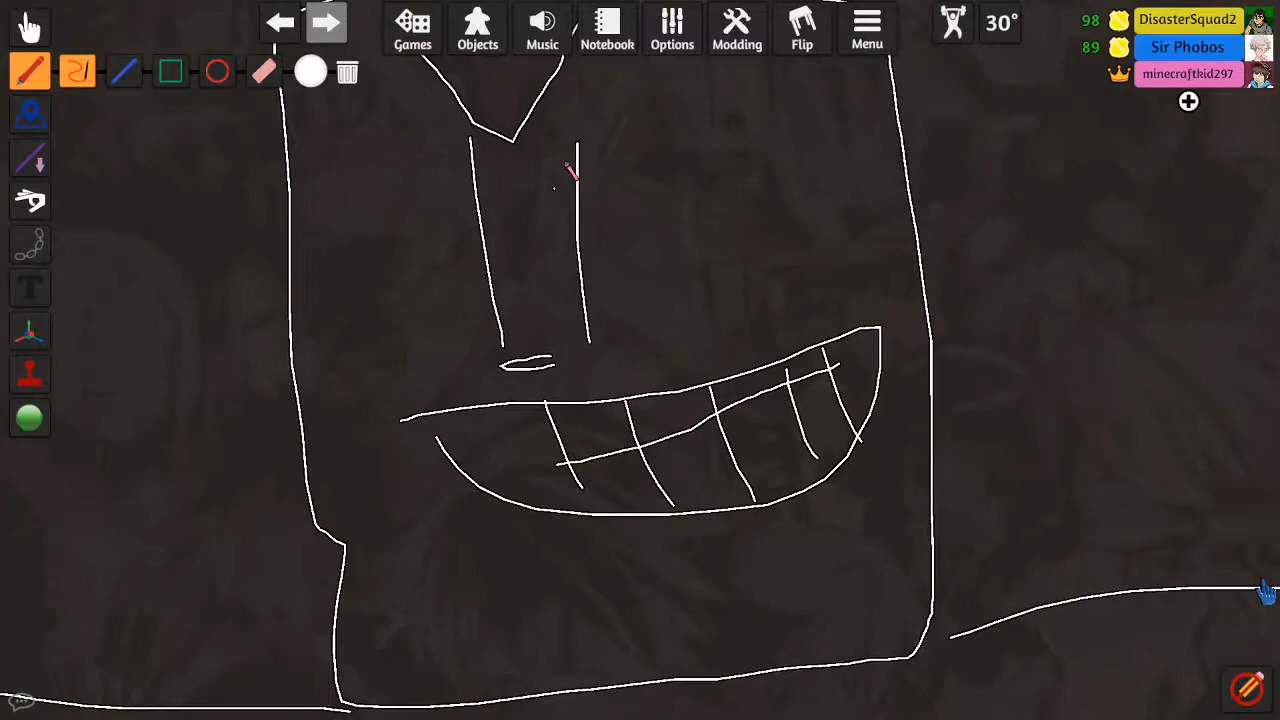 Games Objects Music Notebook Options Modding Flip Menu 30°
98 DisasterSquad2
89 Sir Phobos
minecraftkid297
T